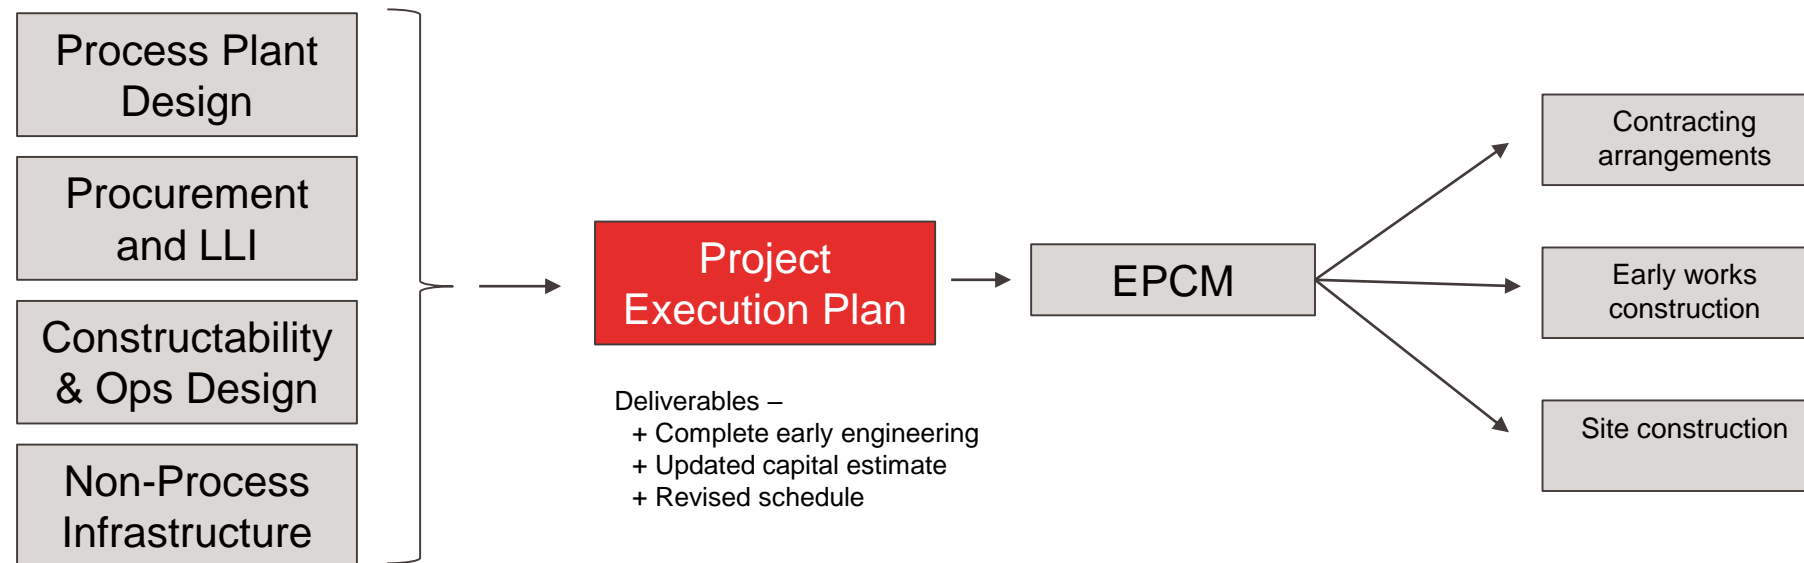 Process Plant
Design
Procurement
and LLI
Constructability
& Ops Design
Non-Process
Infrastructure
Project
Execution Plan
Deliverables –
+ Complete early engineering
+ Updated capital estimate
+ Revised schedule
EPCM
Contracting
arrangements
Early works
construction
Site construction